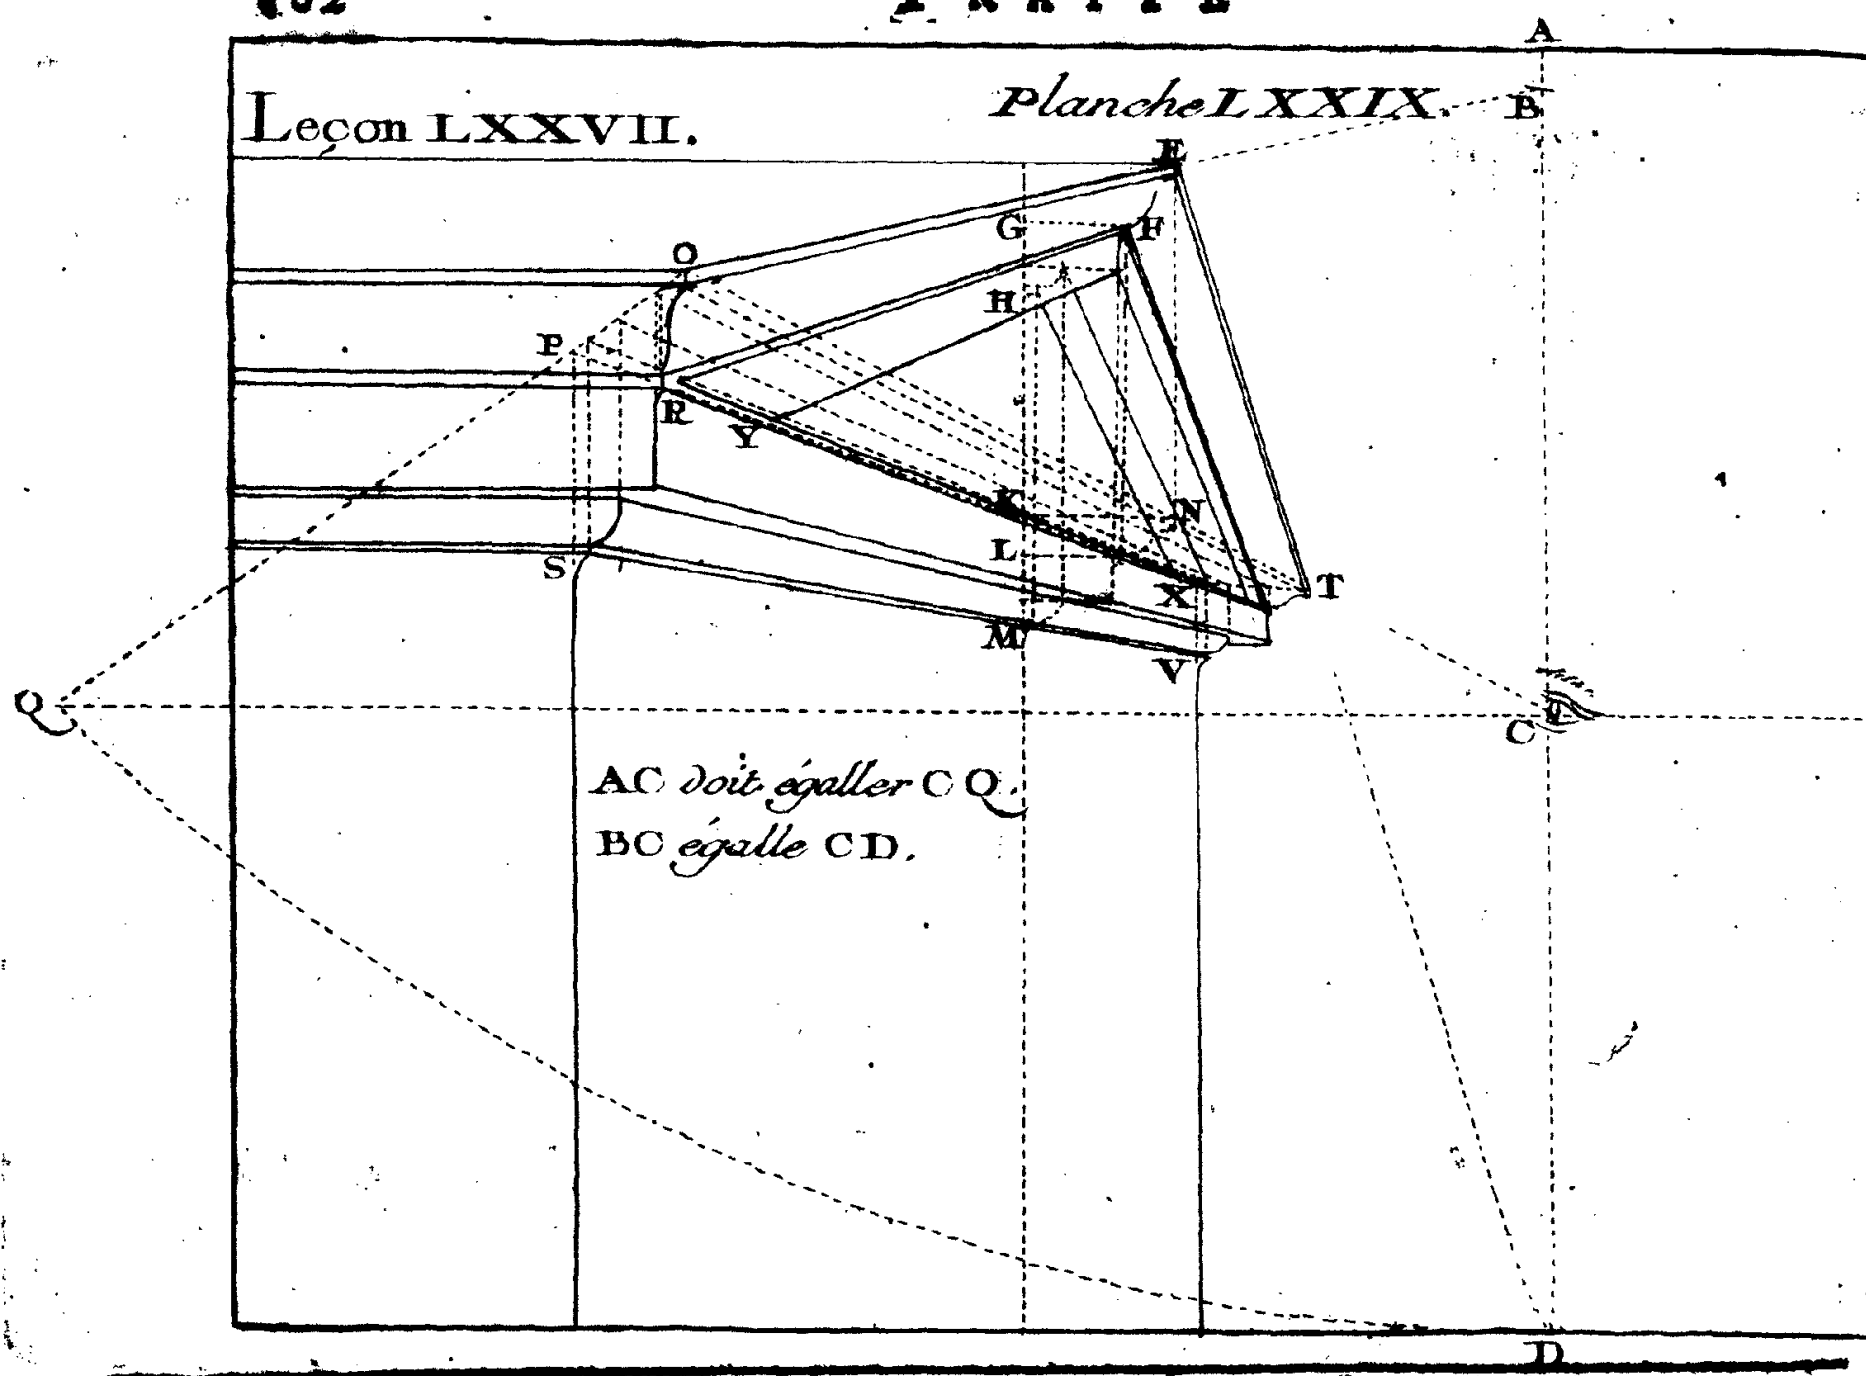 A
Leçon LXXVII.
Planche LXXIX.
B
E
G
F
O
H
P
R
Y
K
N
L
X
T
M
V
S
Q
C
AC doit égaller CQ.
BC égalle CD.
D